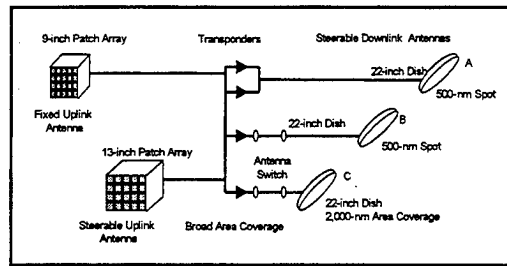 9-inch Patch Array
Transponders
Steerable Downlink Antennas
22-inch Dish
A
500-nm Spot
Fixed Uplink
Antenna
22-inch Dish
B
500-nm Spot
13-inch Patch Array
Antenna
Switch
C
22-inch Dish
2,000-nm Area Coverage
Steerable Uplink
Antenna
Broad Area Coverage